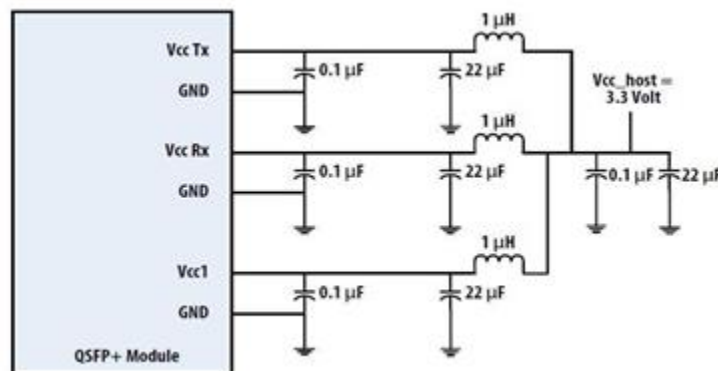 1 µH
Vcc Tx
0.1 µF
22 µF
GND
Vcc_host =
3.3 Volt
1 µH
Vcc Rx
0.1 µF
22 µF
0.1 µF
22 µF
GND
1 µH
Vcc1
0.1 µF
22 µF
GND
QSFP+ Module